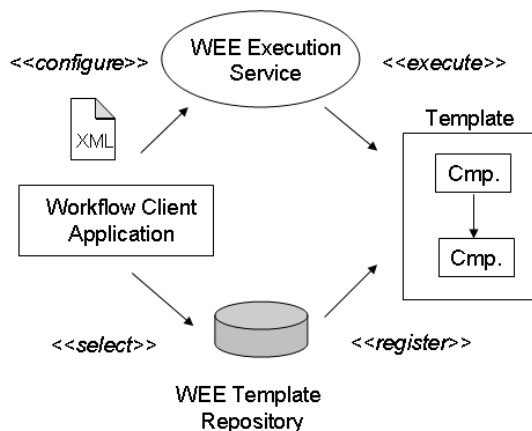 WEE Execution
Service
<<configure>>
<<execute>>
XML
Template
Cmp.
Cmp.
Workflow Client
Application
<<select>>
<<register>>
WEE Template
Repository